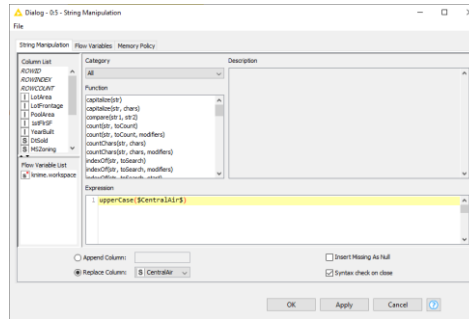 Dialog - 0:5 - String Manipulation
File
String Manipulation Flow Variables Memory Policy
Column List
ROWID
ROWINDEX
ROWCOUNT
I LotArea
I LotFrontage
I PoolArea
I 1stFlrSF
I YearBuilt
S DtSold
S MSZoning
Flow Variable List
s knime.workspace
Category
All
Function
capitalize(str)
capitalize(str, chars)
compare(str1, str2)
count(str, toCount)
count(str, toCount, modifiers)
countChars(str, chars)
countChars(str, chars, modifiers)
indexOf(str, toSearch)
indexOf(str, toSearch, modifiers)
Description
Expression
1 upperCase($CentralAir$)
Append Column:
Replace Column: S CentralAir
Insert Missing As Null
Syntax check on close
OK Apply Cancel ?